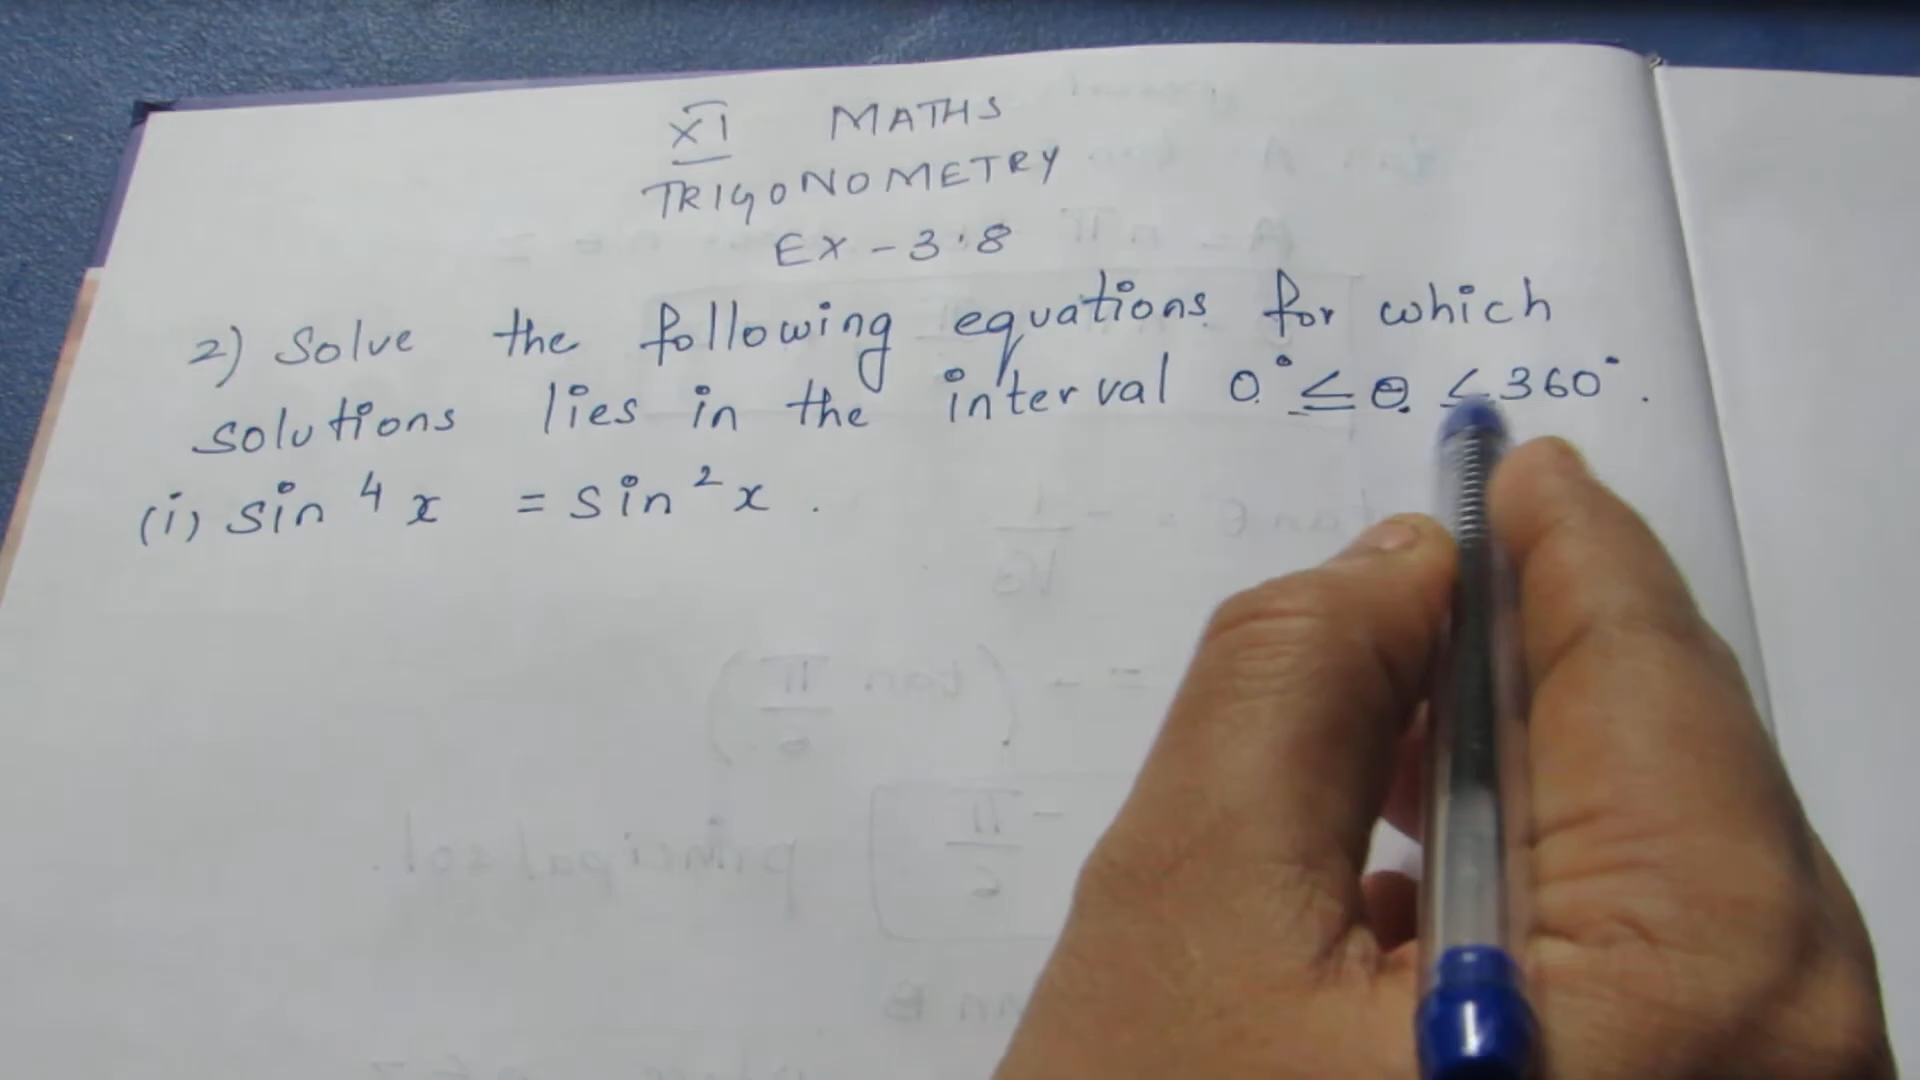 XI MATHS
TRIGONOMETRY
EX - 3.8
2) Solve the following equations for which
solutions lies in the interval 0° ≤ θ ≤ 360°.
(i) sin⁴x = sin²x.